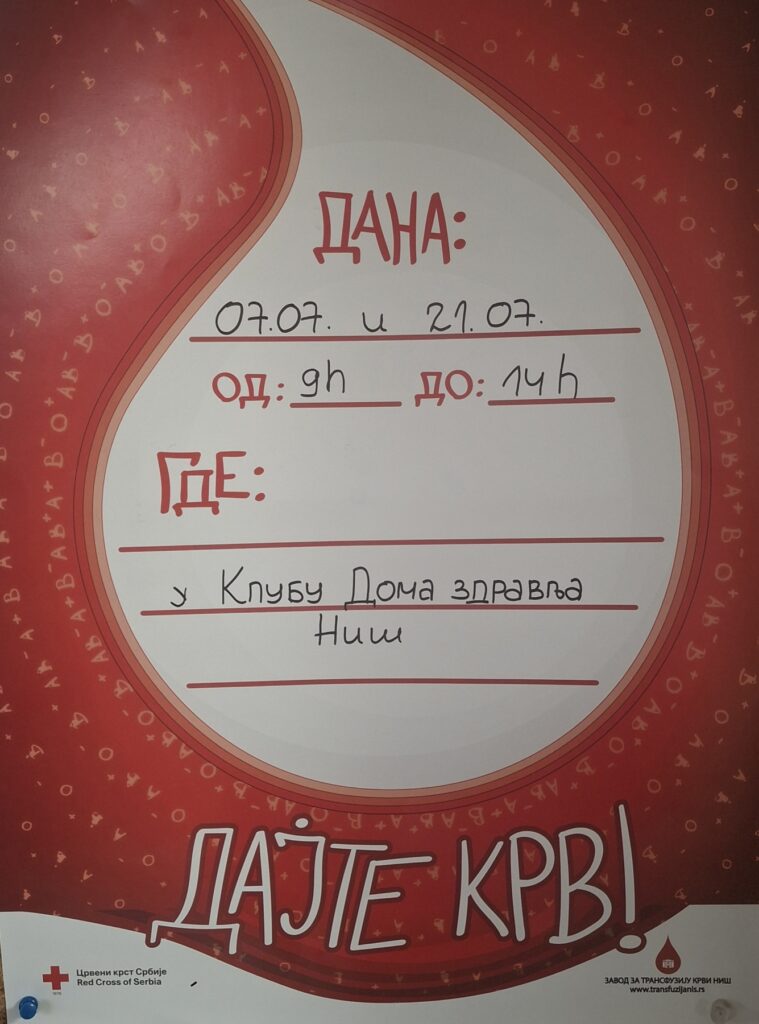 ДАНА:
07.07. и 21.07.
ОД: 9h ДО: 14h
ГДЕ:
у Клубу Дома здравља
Ниш
ДАЈТЕ КРВ!
Црвени крст Србије
Red Cross of Serbia
ЗАВОД ЗА ТРАНСФУЗИЈУ КРВИ НИШ
www.transfuzijanis.rs